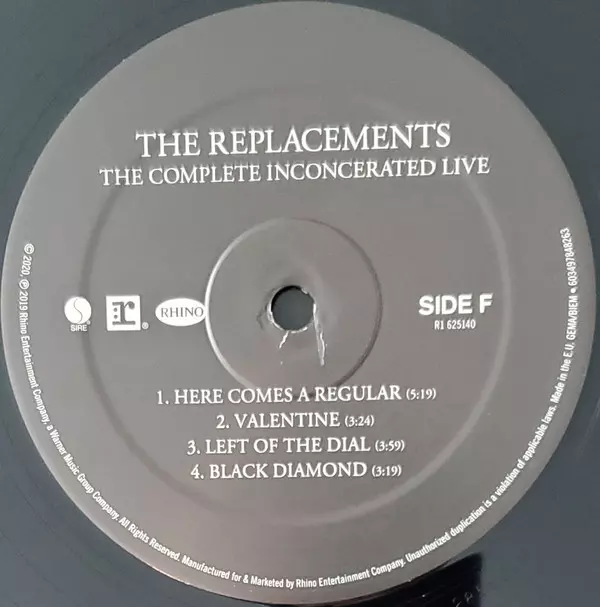 THE REPLACEMENTS
THE COMPLETE INCONCERATED LIVE
SIRE
r
®
RHINO
SIDE F
R1 625140
1. HERE COMES A REGULAR (5:19)
2. VALENTINE (3:24)
3. LEFT OF THE DIAL (3:59)
4. BLACK DIAMOND (3:19)
© 2020, ℗ 2019 Rhino Entertainment Company, a Warner Music Group Company. All Rights Reserved. Manufactured for & Marketed by Rhino Entertainment Company. Unauthorized duplication is a violation of applicable laws. Made in the E.U. GEMA/BIEM • 603497848263